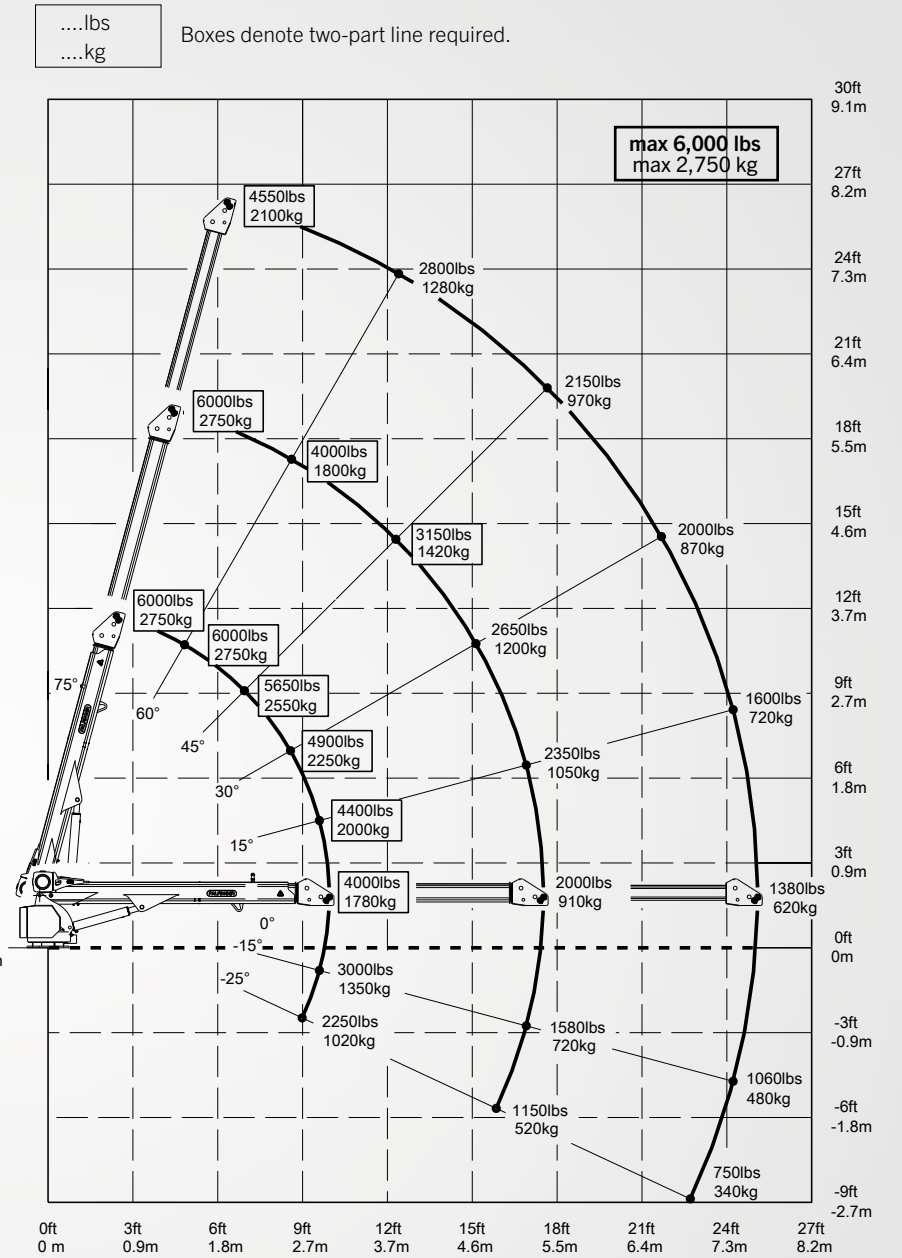 ....lbs
....kg
Boxes denote two-part line required.
30ft
9.1m
max 6,000 lbs
max 2,750 kg
27ft
8.2m
4550lbs
2100kg
24ft
7.3m
2800lbs
1280kg
21ft
6.4m
2150lbs
970kg
6000lbs
2750kg
18ft
5.5m
4000lbs
1800kg
15ft
4.6m
3150lbs
1420kg
2000lbs
870kg
12ft
3.7m
6000lbs
2750kg
6000lbs
2750kg
2650lbs
1200kg
75°
60°
5650lbs
2550kg
9ft
2.7m
1600lbs
720kg
45°
4900lbs
2250kg
2350lbs
1050kg
30°
6ft
1.8m
4400lbs
2000kg
15°
3ft
0.9m
4000lbs
1780kg
2000lbs
910kg
1380lbs
620kg
0°
0ft
0m
-15°
-25°
3000lbs
1350kg
2250lbs
1020kg
1580lbs
720kg
-3ft
-0.9m
1060lbs
480kg
1150lbs
520kg
-6ft
-1.8m
750lbs
340kg
-9ft
-2.7m
0ft 3ft 6ft 9ft 12ft 15ft 18ft 21ft 24ft 27ft
0 m 0.9m 1.8m 2.7m 3.7m 4.6m 5.5m 6.4m 7.3m 8.2m